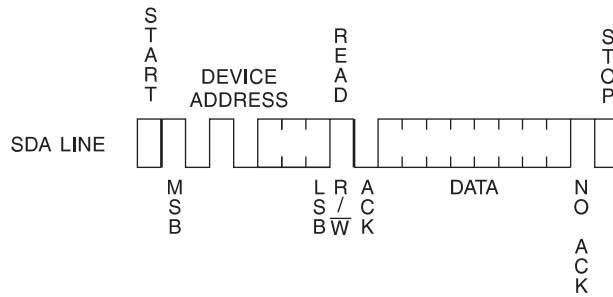 START
DEVICE
ADDRESS
READ
STOP
SDA LINE
MSB
LSB
R/W
ACK
DATA
NO ACK